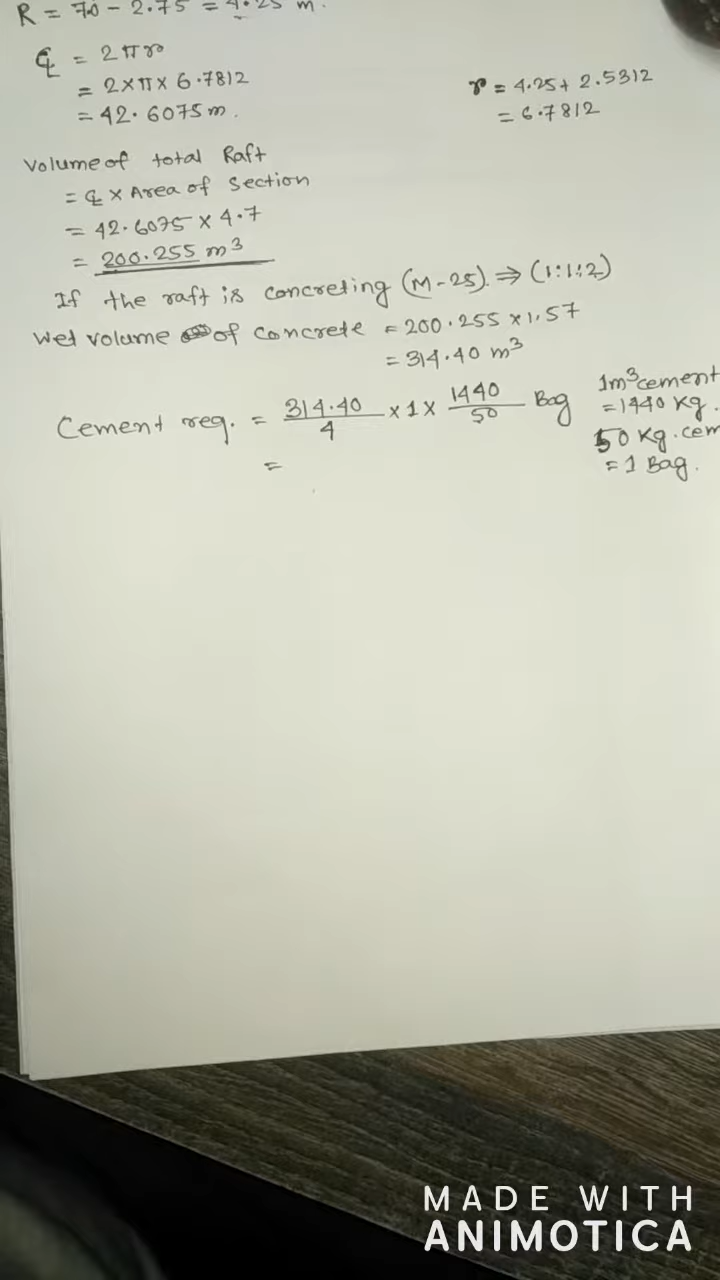 R = 70 - 2.75 = 4.25 m.
℄ = 2πr
= 2×π× 6.7812
= 42.6075 m.
r = 4.25 + 2.5312
= 6.7812
Volume of total Raft
= ℄ × Area of Section
= 42.6075 × 4.7
= 200.255 m³
If the raft is concreting (M-25). ⇒ (1:1:2)
Wet volume of concrete = 200.255 × 1.57
= 314.40 m³
Cement req. = 314.40/4 × 1 × 1440/50 Bag
=
1m³ cement
= 1440 Kg.
50 Kg. cem
= 1 Bag.
MADE WITH
ANIMOTICA